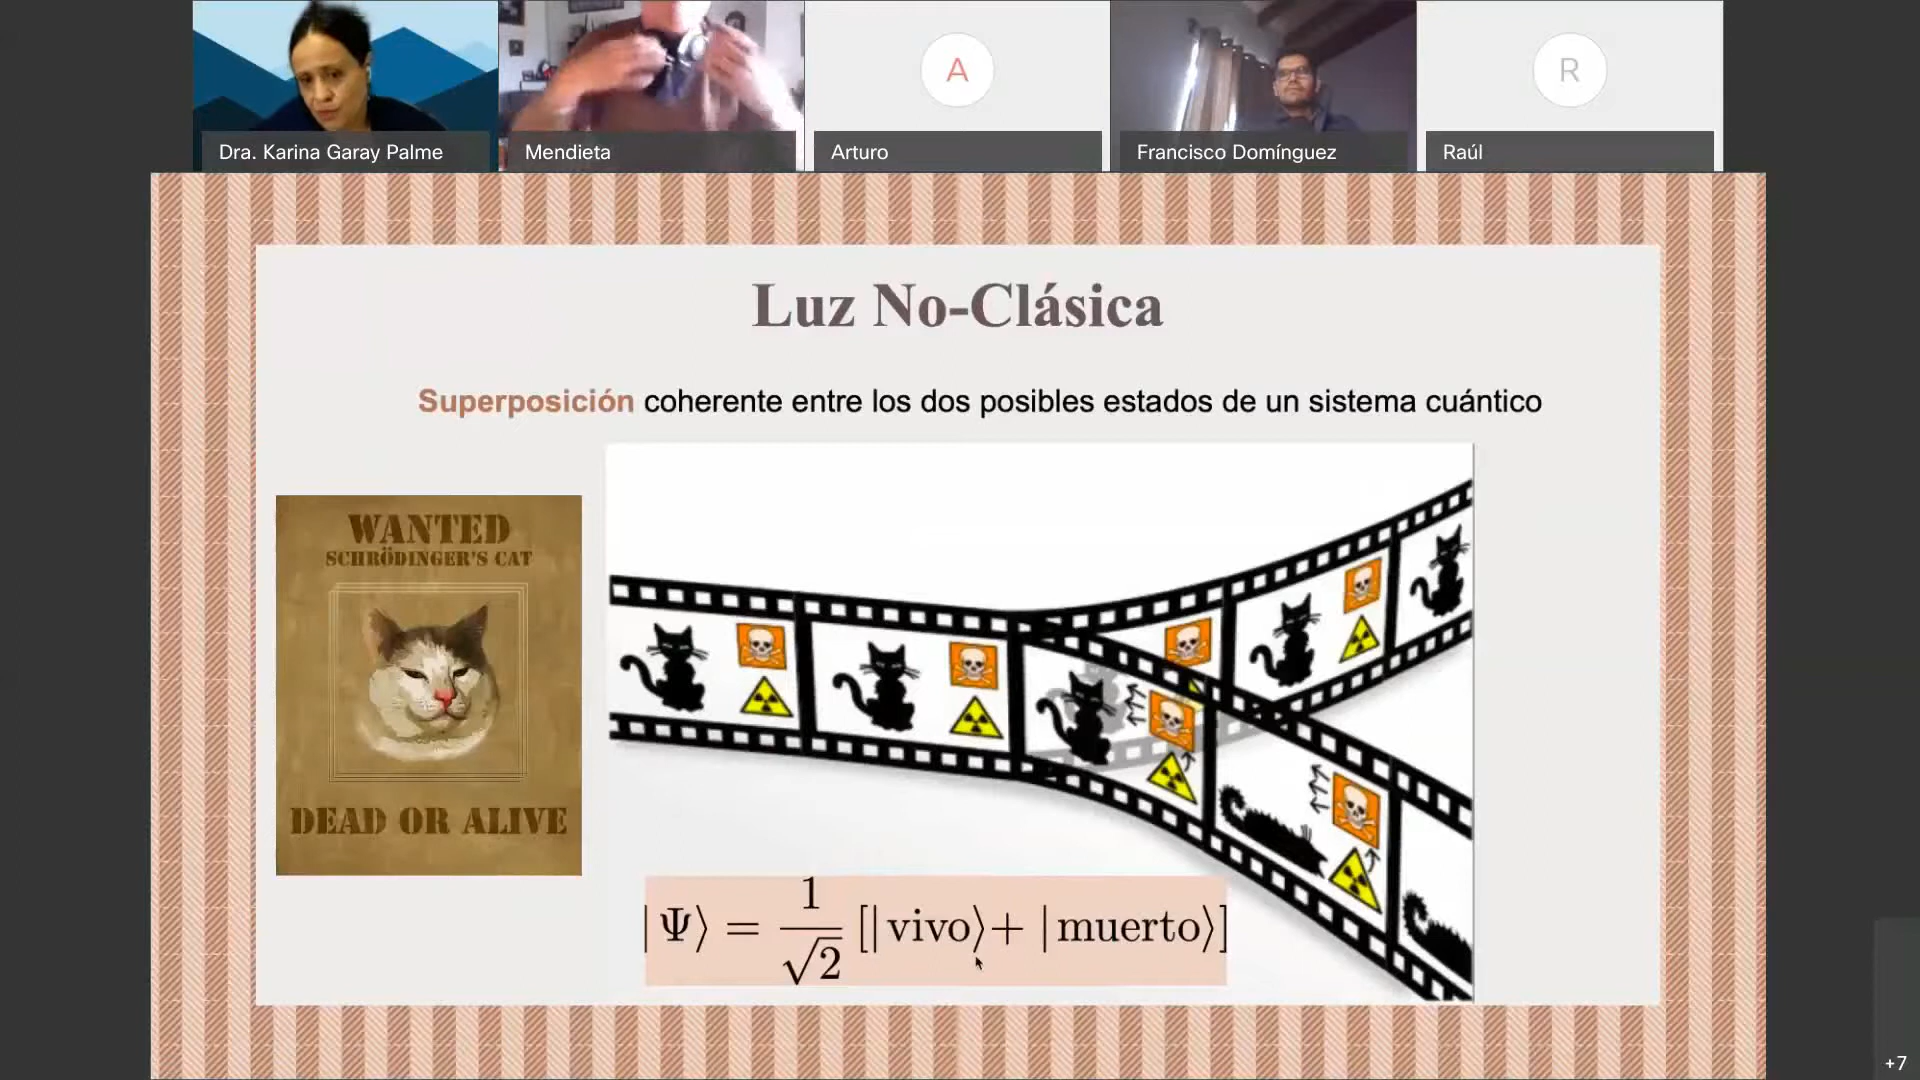 Dra. Karina Garay Palme
Mendieta
A
Arturo
Francisco Domínguez
R
Raúl
Luz No-Clásica
Superposición coherente entre los dos posibles estados de un sistema cuántico
WANTED
SCHRÖDINGER'S CAT
DEAD OR ALIVE
|Ψ⟩ = 1/√2 [|vivo⟩+ |muerto⟩]
+7